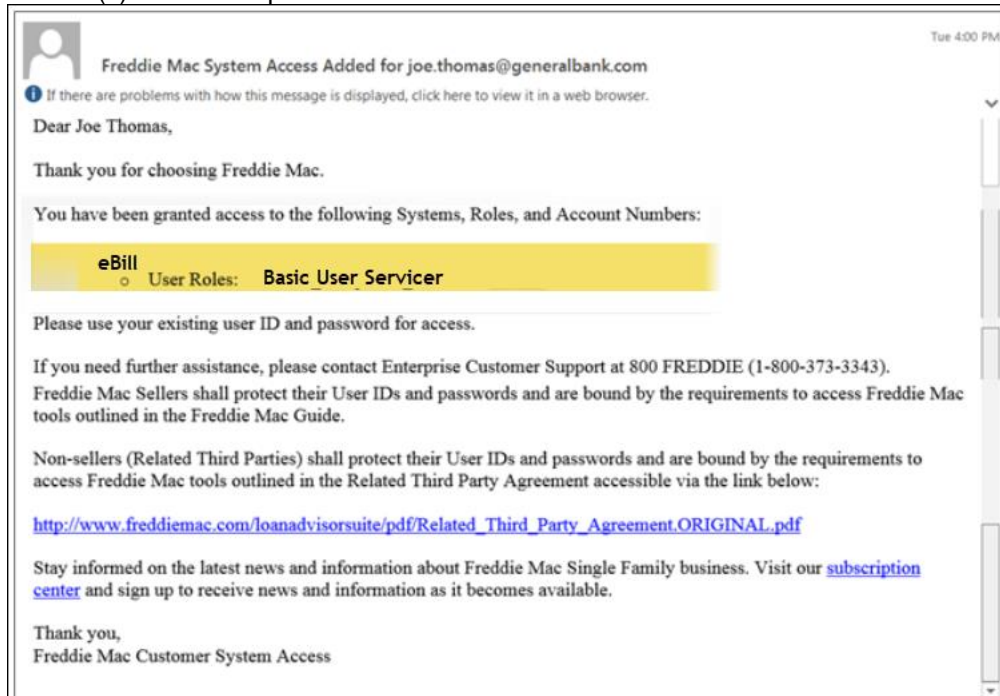 Tue 4:00 PM
Freddie Mac System Access Added for joe.thomas@generalbank.com
If there are problems with how this message is displayed, click here to view it in a web browser.
Dear Joe Thomas,
Thank you for choosing Freddie Mac.
You have been granted access to the following Systems, Roles, and Account Numbers:
eBill
o User Roles: Basic User Servicer
Please use your existing user ID and password for access.
If you need further assistance, please contact Enterprise Customer Support at 800 FREDDIE (1-800-373-3343).
Freddie Mac Sellers shall protect their User IDs and passwords and are bound by the requirements to access Freddie Mac
tools outlined in the Freddie Mac Guide.
Non-sellers (Related Third Parties) shall protect their User IDs and passwords and are bound by the requirements to
access Freddie Mac tools outlined in the Related Third Party Agreement accessible via the link below:
http://www.freddiemac.com/loanadvisorsuite/pdf/Related_Third_Party_Agreement.ORIGINAL.pdf
Stay informed on the latest news and information about Freddie Mac Single Family business. Visit our subscription
center and sign up to receive news and information as it becomes available.
Thank you,
Freddie Mac Customer System Access